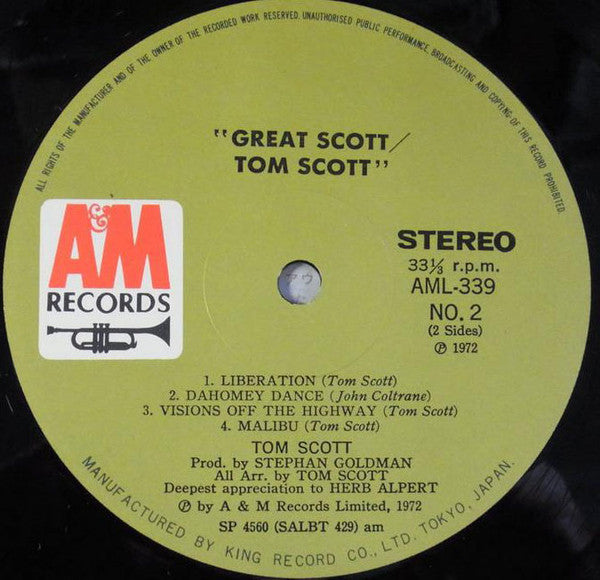 ALL RIGHTS OF THE MANUFACTURER AND OF THE OWNER OF THE RECORDED WORK RESERVED. UNAUTHORISED PUBLIC PERFORMANCE, BROADCASTING AND COPYING OF THIS RECORD PROHIBITED.
"GREAT SCOTT/
TOM SCOTT"
A&M
RECORDS
STEREO
33⅓ r.p.m.
AML-339
NO. 2
(2 Sides)
℗ 1972
1. LIBERATION (Tom Scott)
2. DAHOMEY DANCE (John Coltrane)
3. VISIONS OFF THE HIGHWAY (Tom Scott)
4. MALIBU (Tom Scott)
TOM SCOTT
Prod. by STEPHAN GOLDMAN
All Arr. by TOM SCOTT
Deepest appreciation to HERB ALPERT
℗ by A & M Records Limited, 1972
SP 4560 (SALBT 429) am
MANUFACTURED BY KING RECORD CO., LTD. TOKYO, JAPAN.